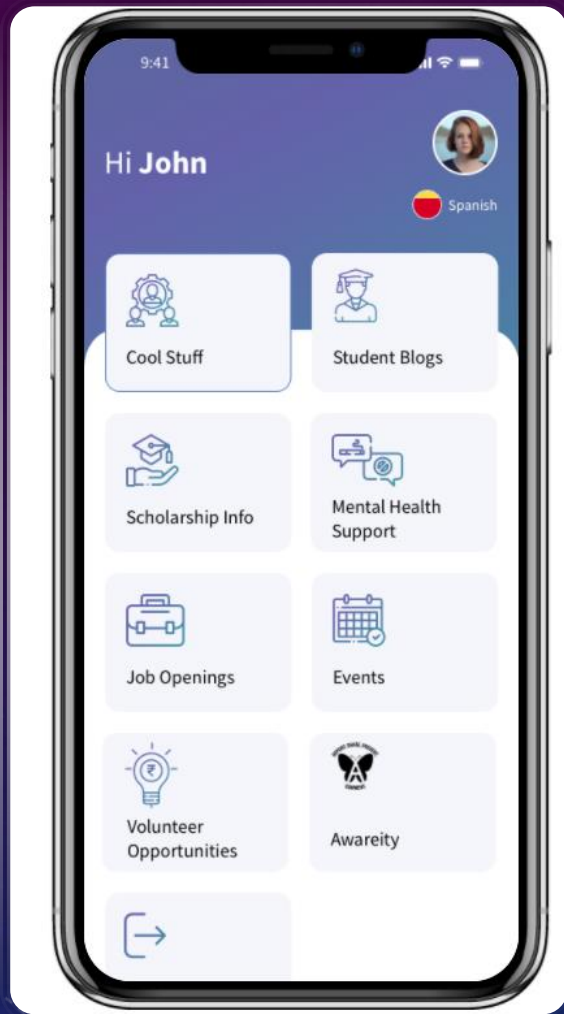 9:41
Hi John
Spanish
Cool Stuff
Student Blogs
Scholarship Info
Mental Health
Support
Job Openings
Events
₹
Volunteer
Opportunities
Awareity